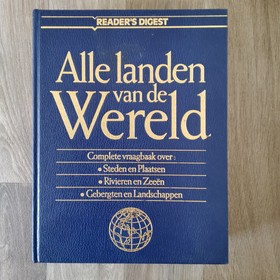 READER'S DIGEST
Alle landen
van de
Wereld
Complete vraagbaak over:
• Steden en Plaatsen
• Rivieren en Zeeën
• Gebergten en Landschappen